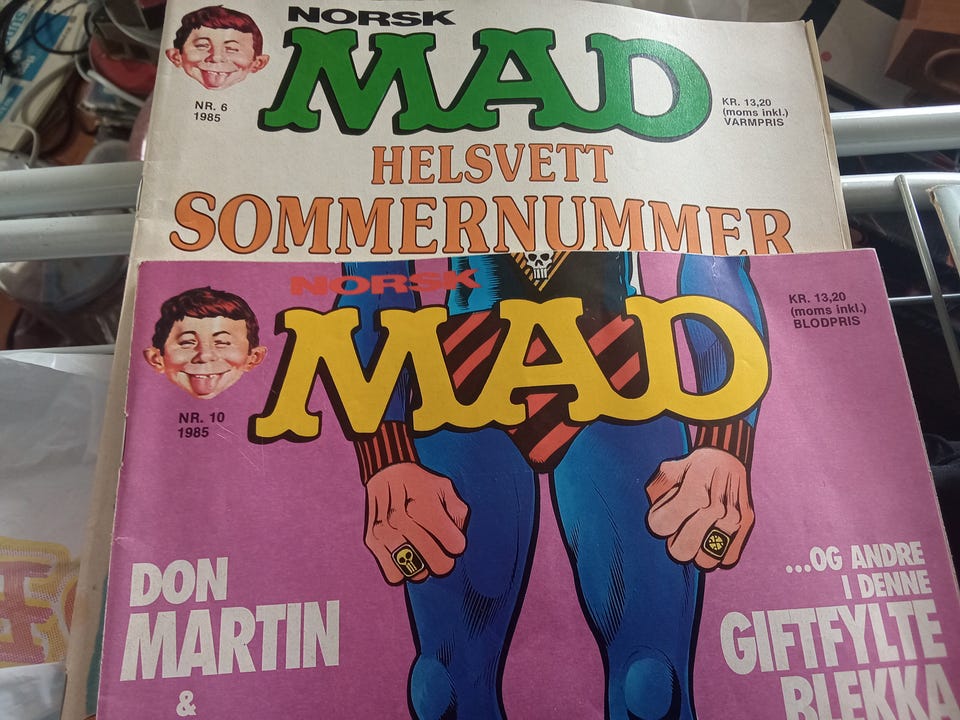 NORSK
MAD
NR. 6
1985
KR. 13,20
(moms inkl.)
VARMPRIS
HELSVETT
SOMMERNUMMER
NORSK
MAD
NR. 10
1985
KR. 13,20
(moms inkl.)
BLODPRIS
DON
MARTIN
&
...OG ANDRE
I DENNE
GIFTFYLTE
BLEKKA